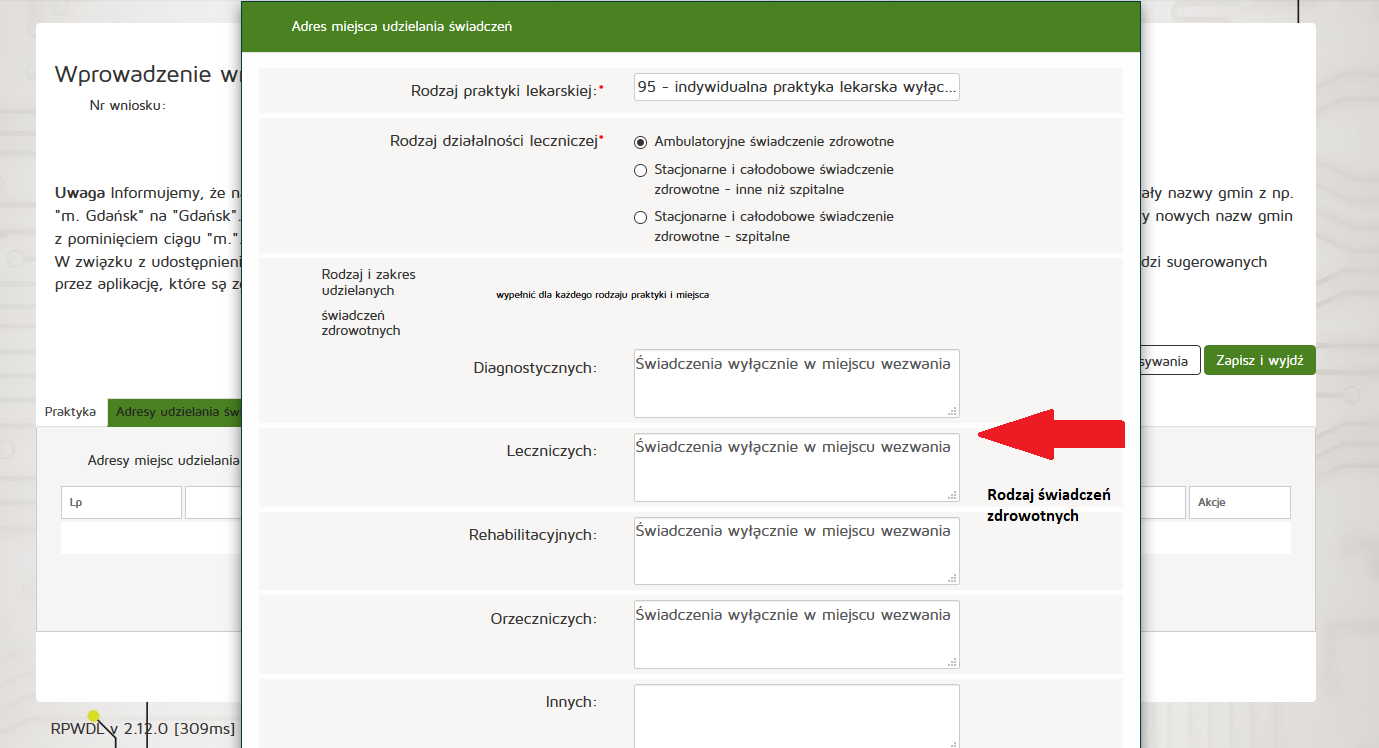 Adres miejsca udzielania świadczeń
Wprowadzenie
Nr wniosku:
Rodzaj praktyki lekarskiej:*
95 - indywidualna praktyka lekarska wyłąc...
Rodzaj działalności leczniczej*
Ambulatoryjne świadczenie zdrowotne
Stacjonarne i całodobowe świadczenie
zdrowotne - inne niż szpitalne
Stacjonarne i całodobowe świadczenie
zdrowotne - szpitalne
Uwaga Informujemy, że
nazwy gmin z np.
"m. Gdańsk" na "Gdańsk".
nowych nazw gmin
z pominięciem ciągu "m.".
W związku z
sugerowanych
przez aplikację, które są
Rodzaj i zakres
udzielanych
świadczeń
zdrowotnych
wypełnić dla każdego rodzaju praktyki i miejsca
Zapisz i wyjdź
Diagnostycznych:
Świadczenia wyłącznie w miejscu wezwania
Praktyka
Adresy udzielania
Leczniczych:
Świadczenia wyłącznie w miejscu wezwania
Adresy miejsc udzielania
Rodzaj świadczeń
zdrowotnych
Lp
Akcje
Rehabilitacyjnych:
Świadczenia wyłącznie w miejscu wezwania
Orzeczniczych:
Świadczenia wyłącznie w miejscu wezwania
Innych:
RPWDL v 2.12.0 [309ms]